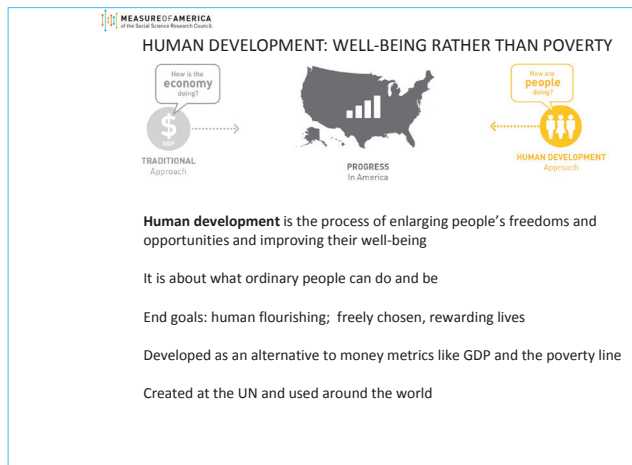 MEASUREOFAMERICA
of the Social Science Research Council
HUMAN DEVELOPMENT: WELL-BEING RATHER THAN POVERTY
How is the
economy
doing?
$
GDP
TRADITIONAL
Approach
PROGRESS
In America
How are
people
doing?
HUMAN DEVELOPMENT
Approach
Human development is the process of enlarging people's freedoms and
opportunities and improving their well-being
It is about what ordinary people can do and be
End goals: human flourishing;  freely chosen, rewarding lives
Developed as an alternative to money metrics like GDP and the poverty line
Created at the UN and used around the world